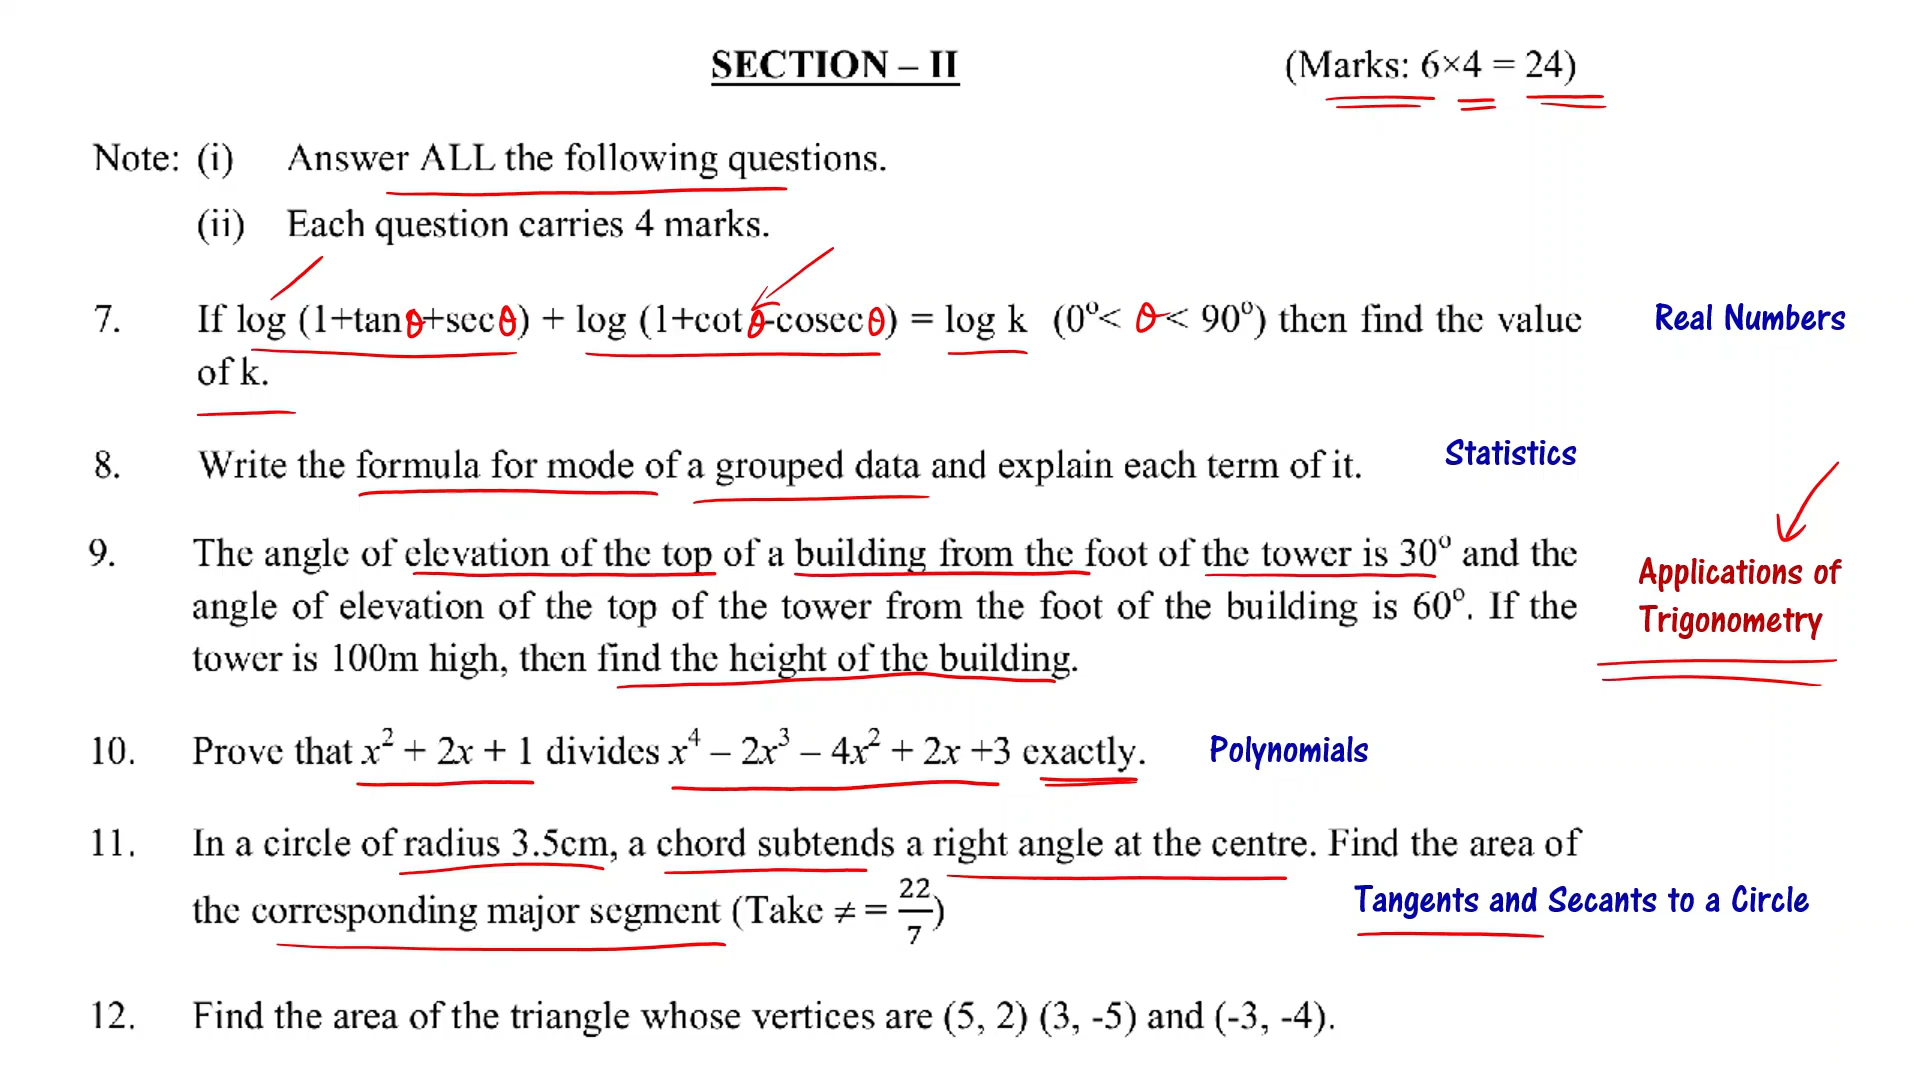 SECTION – II (Marks: 6×4 = 24)
Note: (i) Answer ALL the following questions.
(ii) Each question carries 4 marks.
7. If log (1+tanθ+secθ) + log (1+cotθ-cosecθ) = log k (0º< θ < 90º) then find the value Real Numbers
of k.
8. Write the formula for mode of a grouped data and explain each term of it. Statistics
9. The angle of elevation of the top of a building from the foot of the tower is 30º and the
angle of elevation of the top of the tower from the foot of the building is 60º. If the
tower is 100m high, then find the height of the building.
Applications of
Trigonometry
10. Prove that x² + 2x + 1 divides x⁴ – 2x³ – 4x² + 2x +3 exactly. Polynomials
11. In a circle of radius 3.5cm, a chord subtends a right angle at the centre. Find the area of
the corresponding major segment (Take ≠ = 22/7) Tangents and Secants to a Circle
12. Find the area of the triangle whose vertices are (5, 2) (3, -5) and (-3, -4).